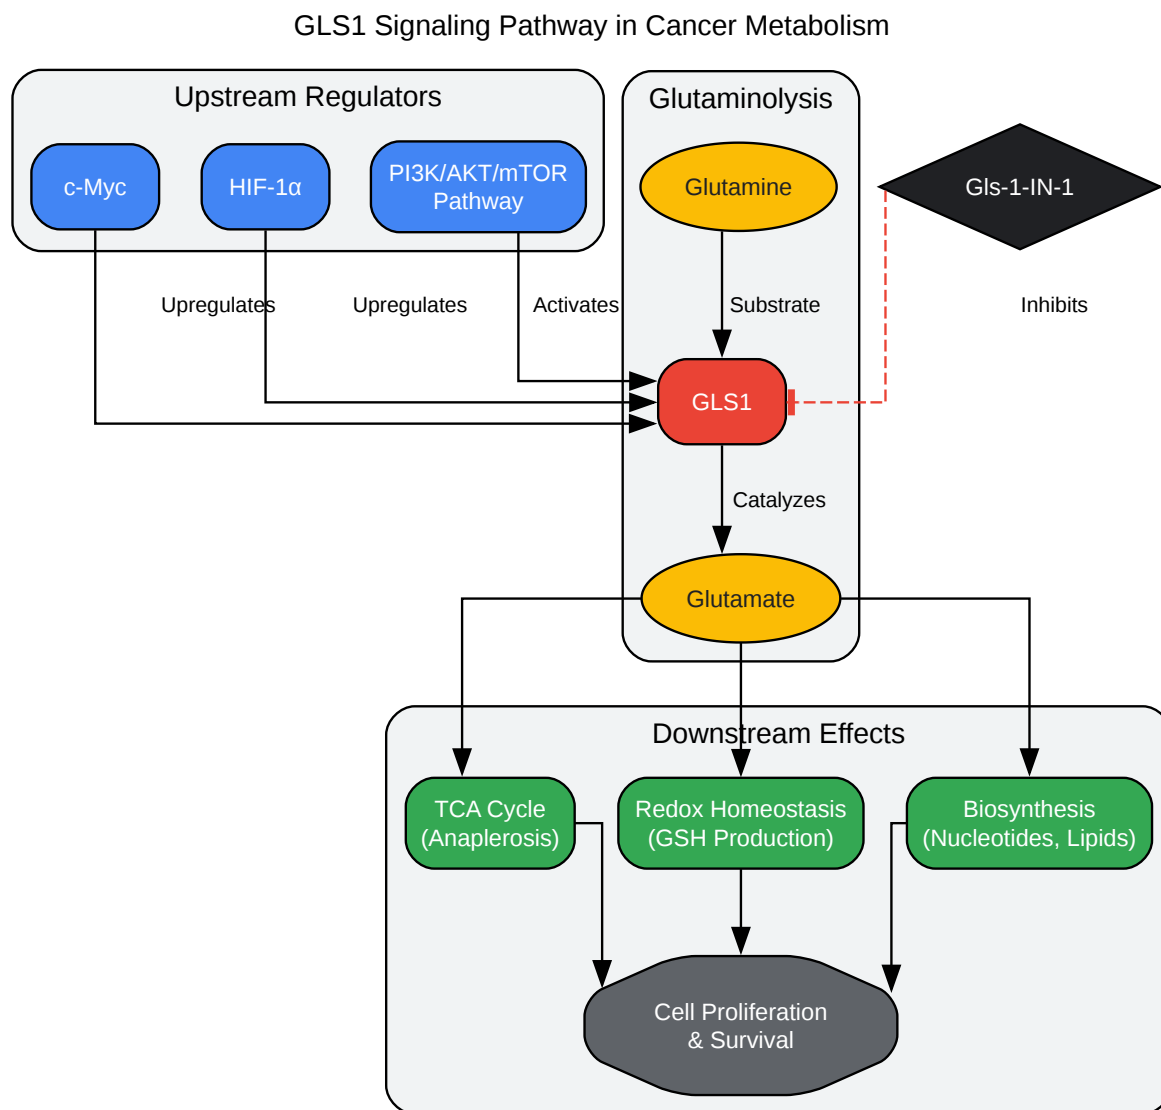 GLS1 Signaling Pathway in Cancer Metabolism
Upstream Regulators
Glutaminolysis
c-Myc
HIF-1α
PI3K/AKT/mTOR
Pathway
Glutamine
Gls-1-IN-1
Upregulates
Upregulates
Activates
Substrate
Inhibits
GLS1
Catalyzes
Glutamate
Downstream Effects
TCA Cycle
(Anaplerosis)
Redox Homeostasis
(GSH Production)
Biosynthesis
(Nucleotides, Lipids)
Cell Proliferation
& Survival